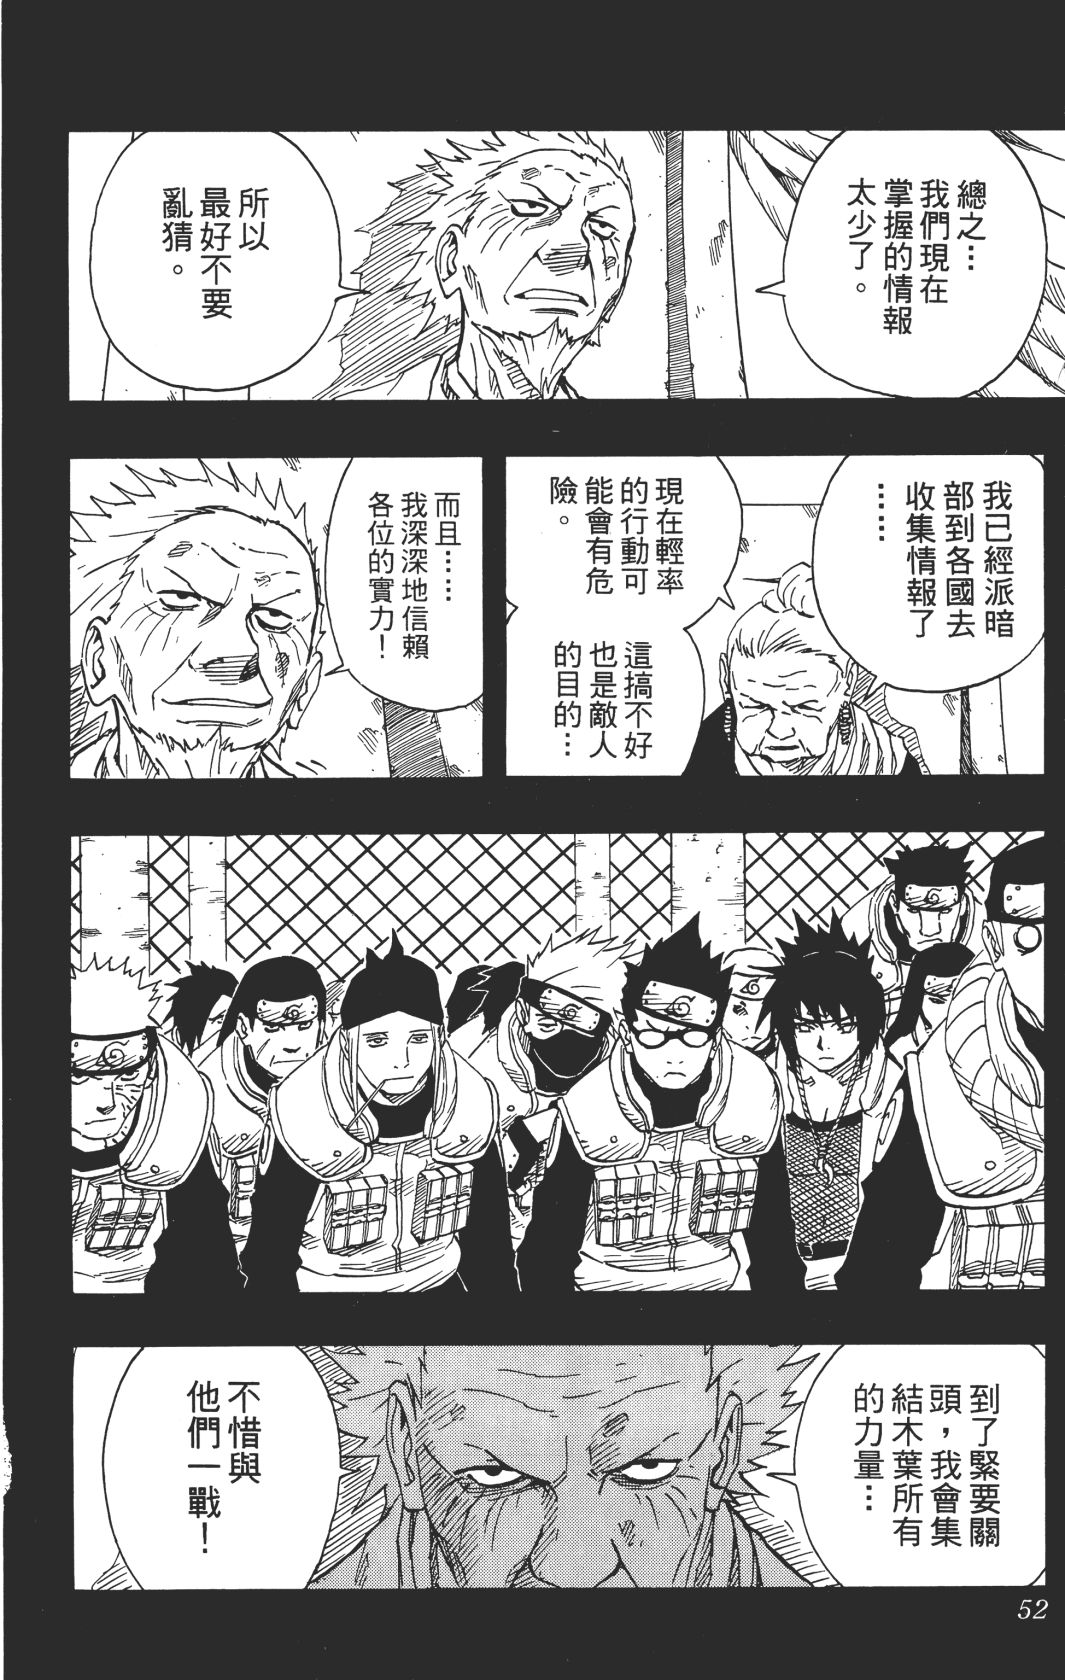 總之…
我們現在
掌握的情報
太少了。
所以
最好不要
亂猜。
我已經派暗
部到各國去
收集情報了
……
現在輕率
的行動可
能會有危
險。
這搞不好
也是敵人
的目的…
而且……
我深深地信賴
各位的實力！
到了緊要關
頭，我會集
結木葉所有
的力量…
不惜與
他們一戰！
52